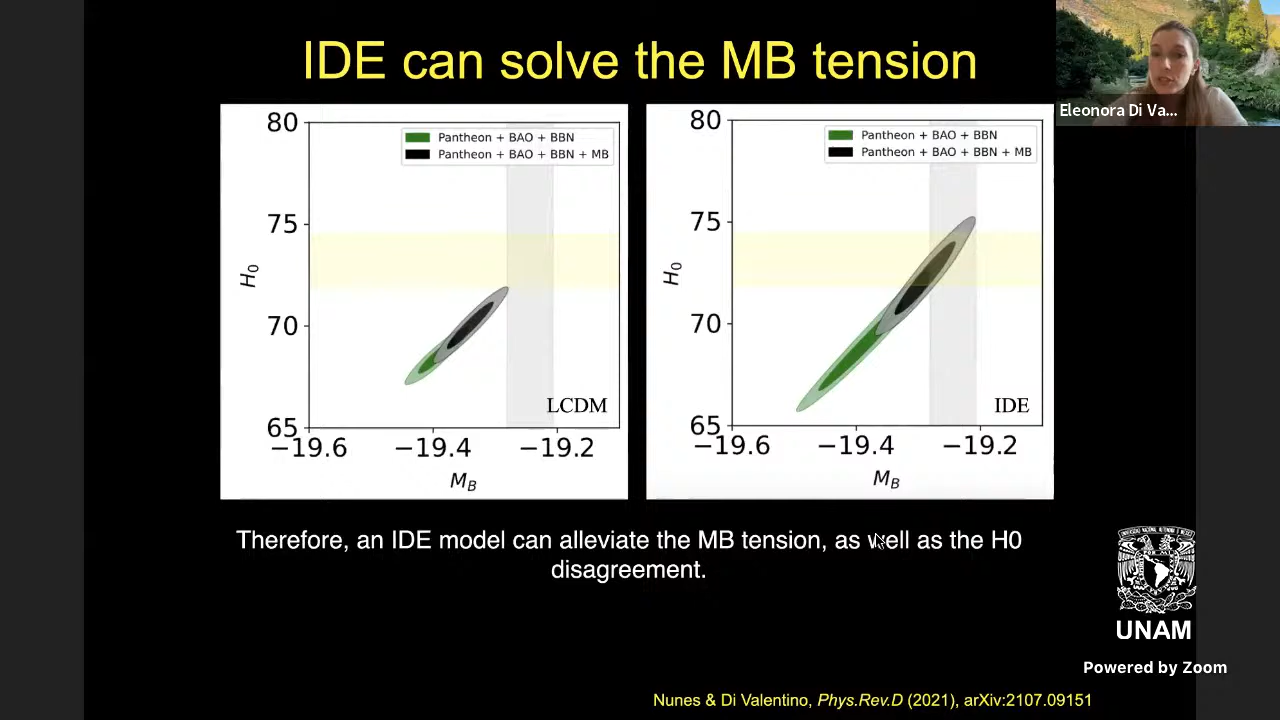 IDE can solve the MB tension
Eleonora Di Va...
80
75
70
65
H₀
Pantheon + BAO + BBN
Pantheon + BAO + BBN + MB
LCDM
−19.6 −19.4 −19.2
M_B
80
75
70
65
H₀
Pantheon + BAO + BBN
Pantheon + BAO + BBN + MB
IDE
−19.6 −19.4 −19.2
M_B
Therefore, an IDE model can alleviate the MB tension, as well as the H0
disagreement.
UNAM
Powered by Zoom
Nunes & Di Valentino, Phys.Rev.D (2021), arXiv:2107.09151